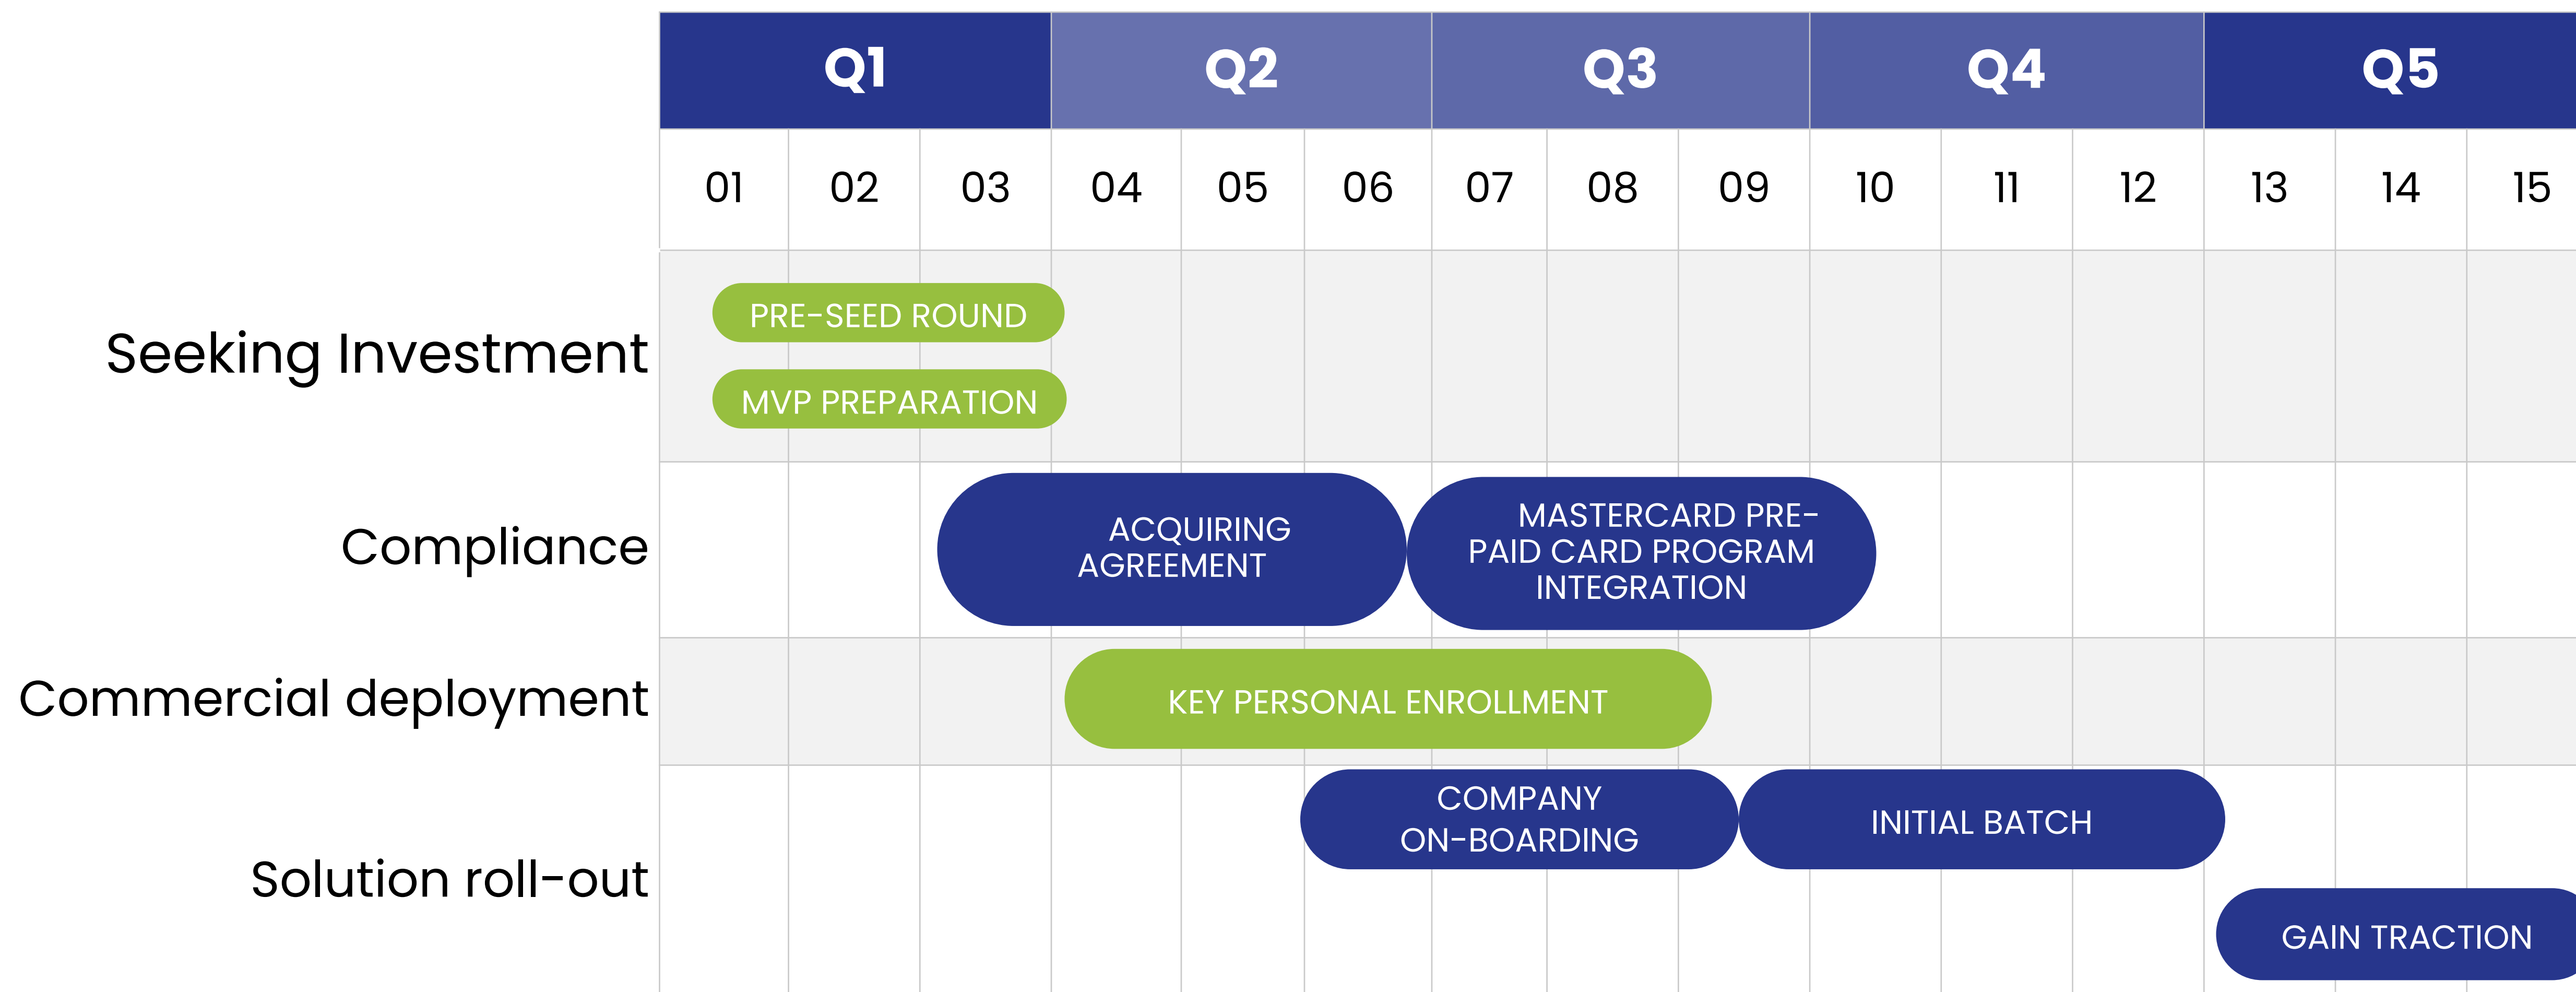 Q1 Q2 Q3 Q4 Q5
01 02 03 04 05 06 07 08 09 10 11 12 13 14 15
Seeking Investment
PRE-SEED ROUND
MVP PREPARATION
Compliance
ACQUIRING
AGREEMENT
MASTERCARD PRE-
PAID CARD PROGRAM
INTEGRATION
Commercial deployment
KEY PERSONAL ENROLLMENT
Solution roll-out
COMPANY
ON-BOARDING
INITIAL BATCH
GAIN TRACTION